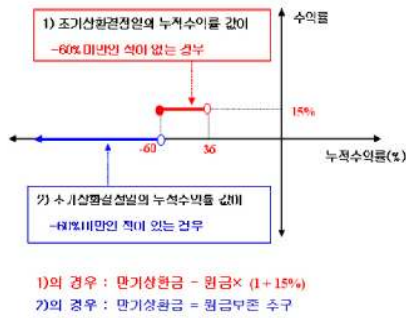 수익률
1) 조기상환결정일의 누적수익률 값이
-60%미만인 적이 없는 경우
15%
-60
36
누적수익률(%)
2) 조기상환결정일의 누적수익률 값이
-60%미만인 적이 있는 경우
1)의 경우 : 만기상환금 = 원금× (1+15%)
2)의 경우 : 만기상환금 = 원금보존 추구